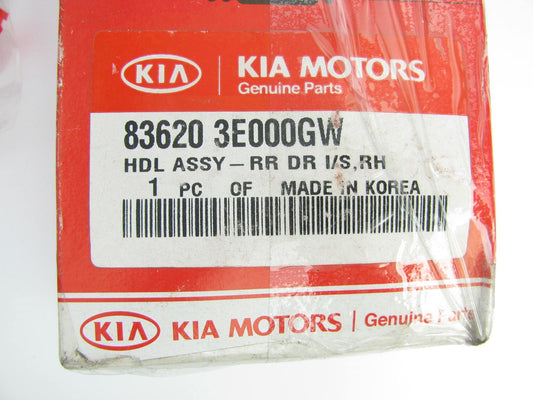 KIA KIA MOTORS
Genuine Parts
83620 3E000GW
HDL ASSY-RR DR I/S,RH
1 PC OF MADE IN KOREA
KIA KIA MOTORS | Genuine Parts